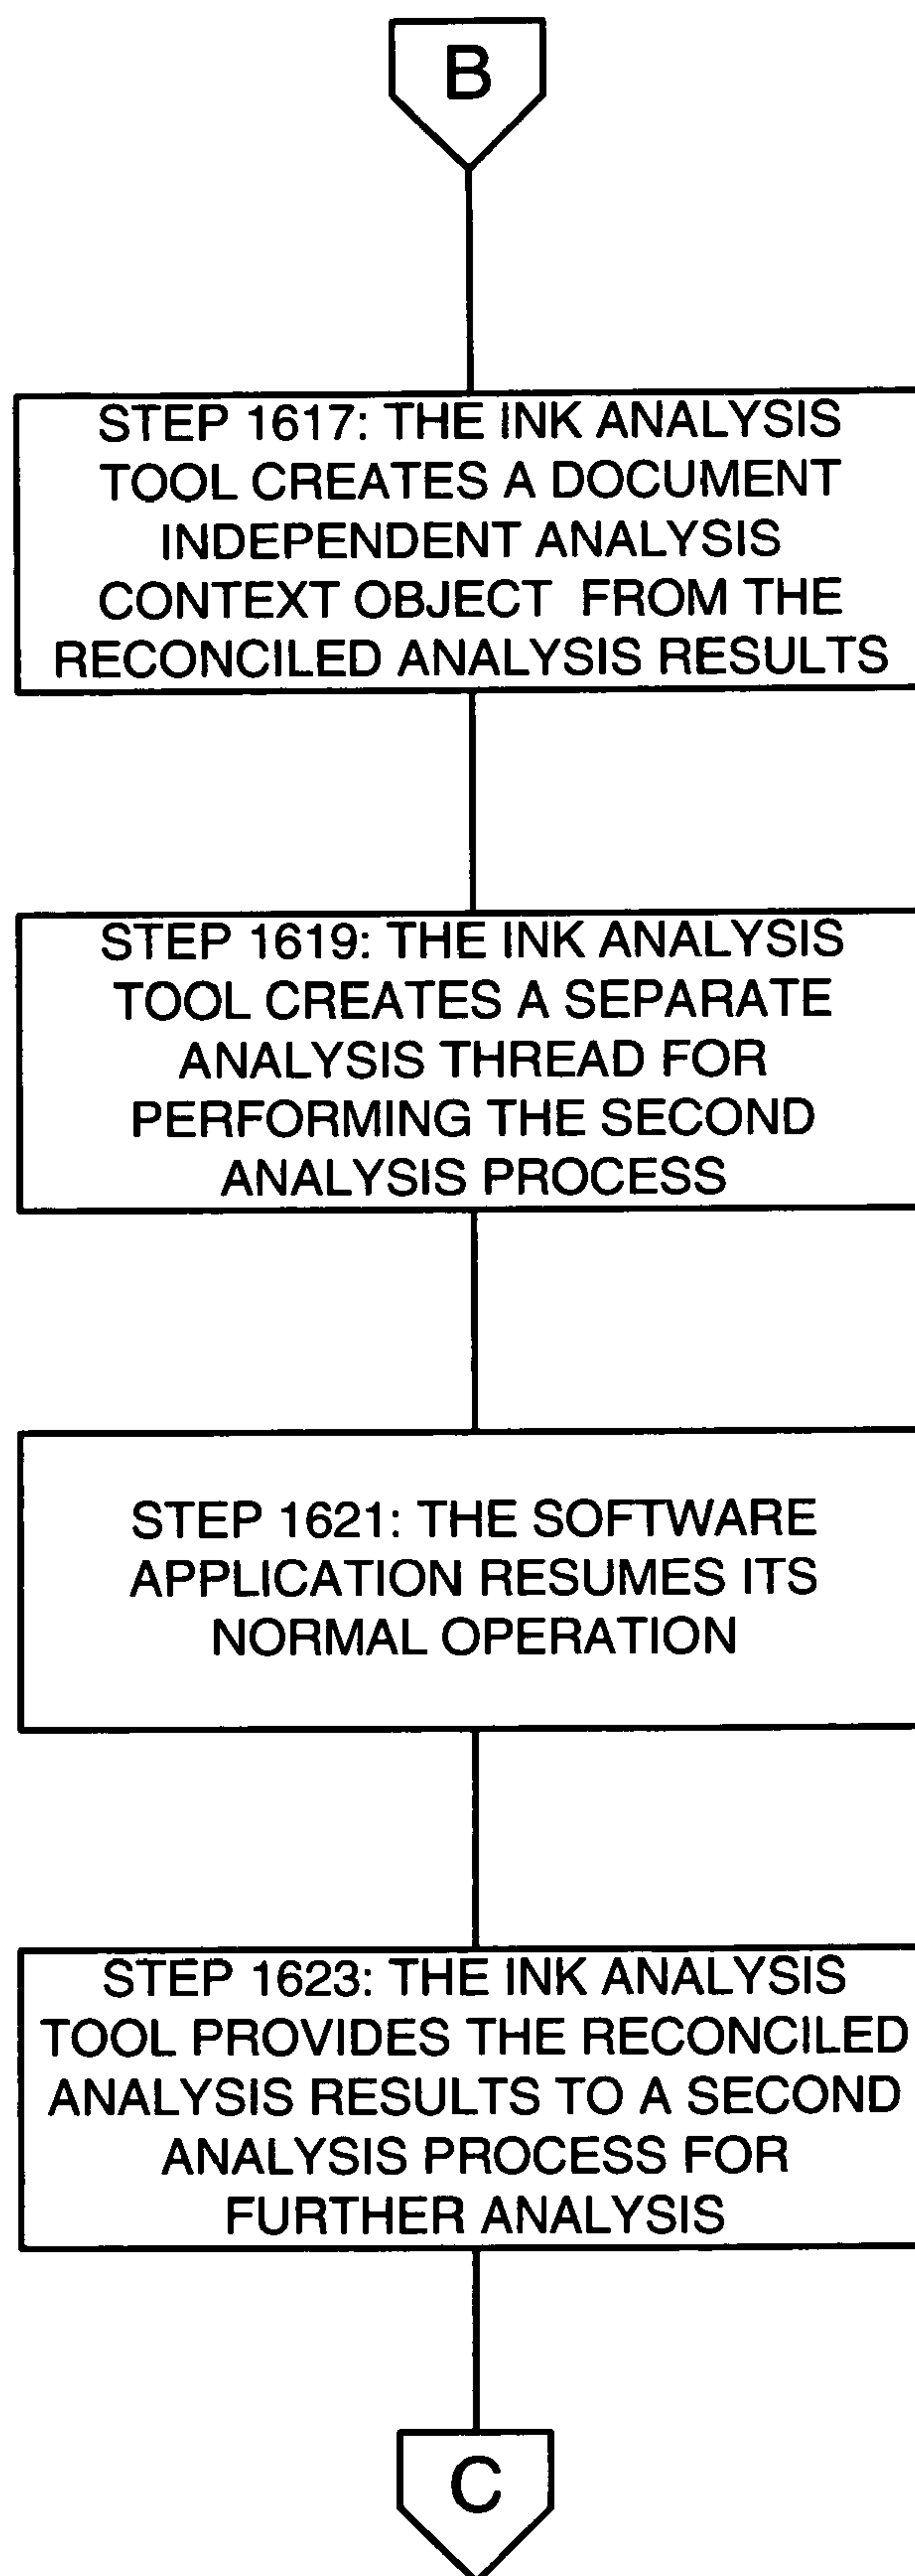 B
STEP 1617: THE INK ANALYSIS
TOOL CREATES A DOCUMENT
INDEPENDENT ANALYSIS
CONTEXT OBJECT FROM THE
RECONCILED ANALYSIS RESULTS
STEP 1619: THE INK ANALYSIS
TOOL CREATES A SEPARATE
ANALYSIS THREAD FOR
PERFORMING THE SECOND
ANALYSIS PROCESS
STEP 1621: THE SOFTWARE
APPLICATION RESUMES ITS
NORMAL OPERATION
STEP 1623: THE INK ANALYSIS
TOOL PROVIDES THE RECONCILED
ANALYSIS RESULTS TO A SECOND
ANALYSIS PROCESS FOR
FURTHER ANALYSIS
C